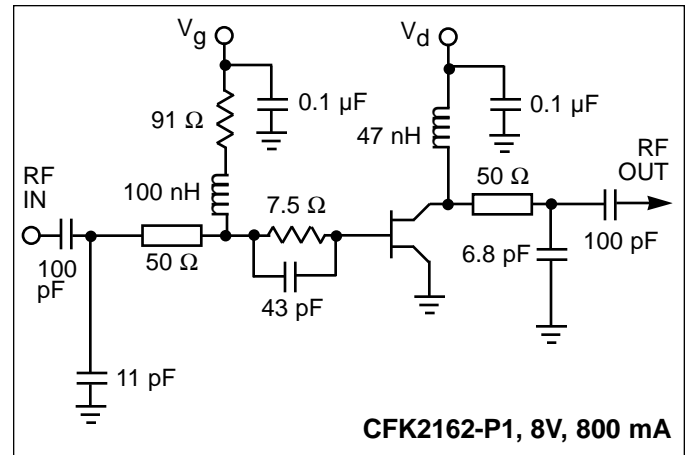 Vg
Vd
0.1 µF
0.1 µF
91 Ω
47 nH
RF
IN
100 nH
7.5 Ω
50 Ω
RF
OUT
100
pF
50 Ω
43 pF
6.8 pF
100 pF
11 pF
CFK2162-P1, 8V, 800 mA